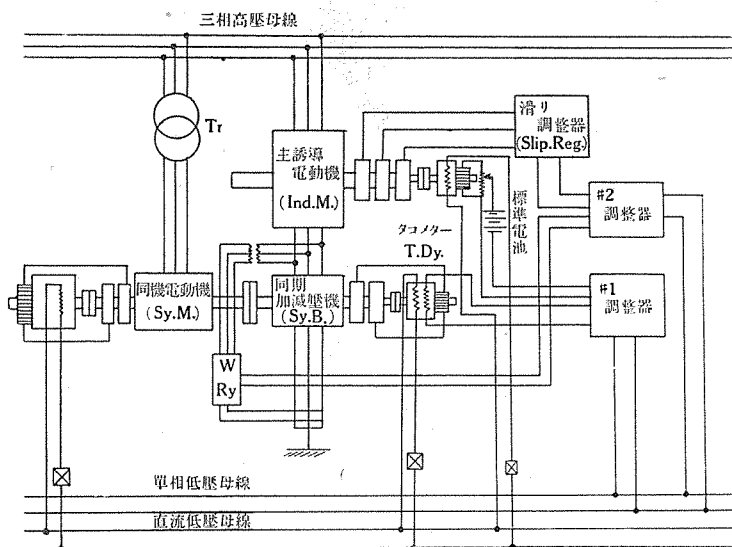 三相高壓母線
Tr
主誘導
電動機
(Ind.M.)
滑リ
調整器
(Slip.Reg.)
標準電池
#2
調整器
タコメター
T.Dy.
同機電動機
(Sy.M.)
同期
加減壓機
(Sy.B.)
#1
調整器
W
Ry
單相低壓母線
直流低壓母線